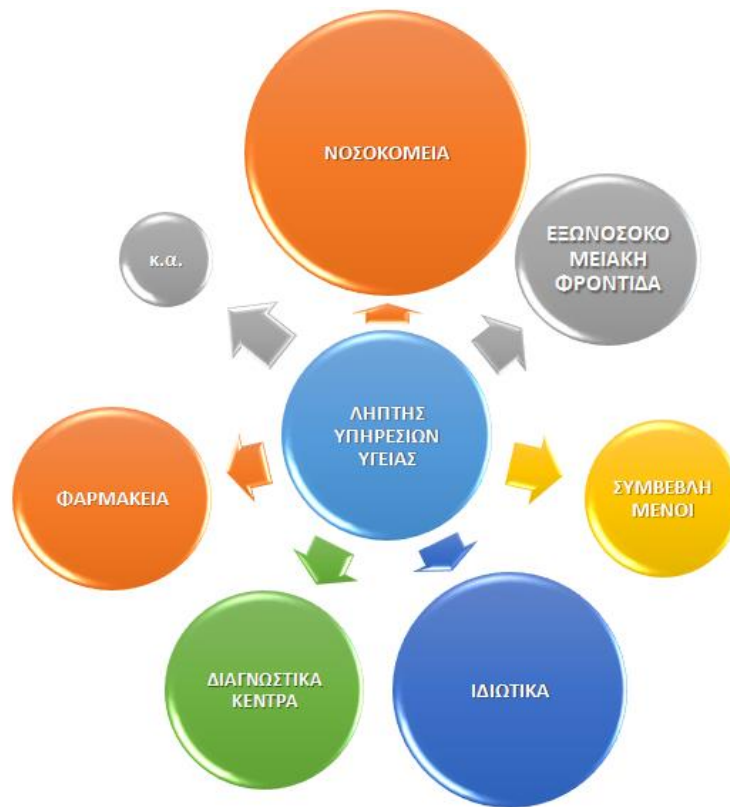 ΝΟΣΟΚΟΜΕΙΑ
ΕΞΩΝΟΣΟΚΟ
ΜΕΙΑΚΗ
ΦΡΟΝΤΙΔΑ
κ.α.
ΛΗΠΤΗΣ
ΥΠΗΡΕΣΙΩΝ
ΥΓΕΙΑΣ
ΦΑΡΜΑΚΕΙΑ
ΣΥΜΒΕΒΛΗ
ΜΕΝΟΙ
ΔΙΑΓΝΩΣΤΙΚΑ
ΚΕΝΤΡΑ
ΙΔΙΩΤΙΚΑ